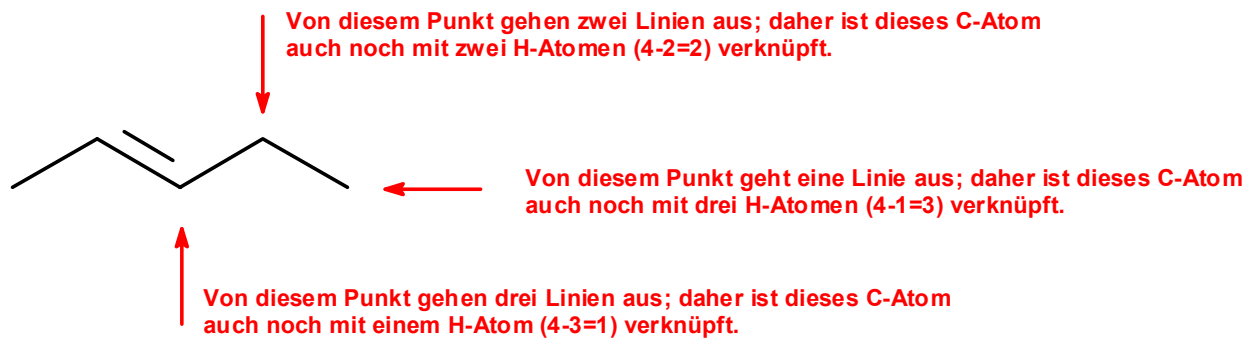 Von diesem Punkt gehen zwei Linien aus; daher ist dieses C-Atom
auch noch mit zwei H-Atomen (4-2=2) verknüpft.
Von diesem Punkt geht eine Linie aus; daher ist dieses C-Atom
auch noch mit drei H-Atomen (4-1=3) verknüpft.
Von diesem Punkt gehen drei Linien aus; daher ist dieses C-Atom
auch noch mit einem H-Atom (4-3=1) verknüpft.